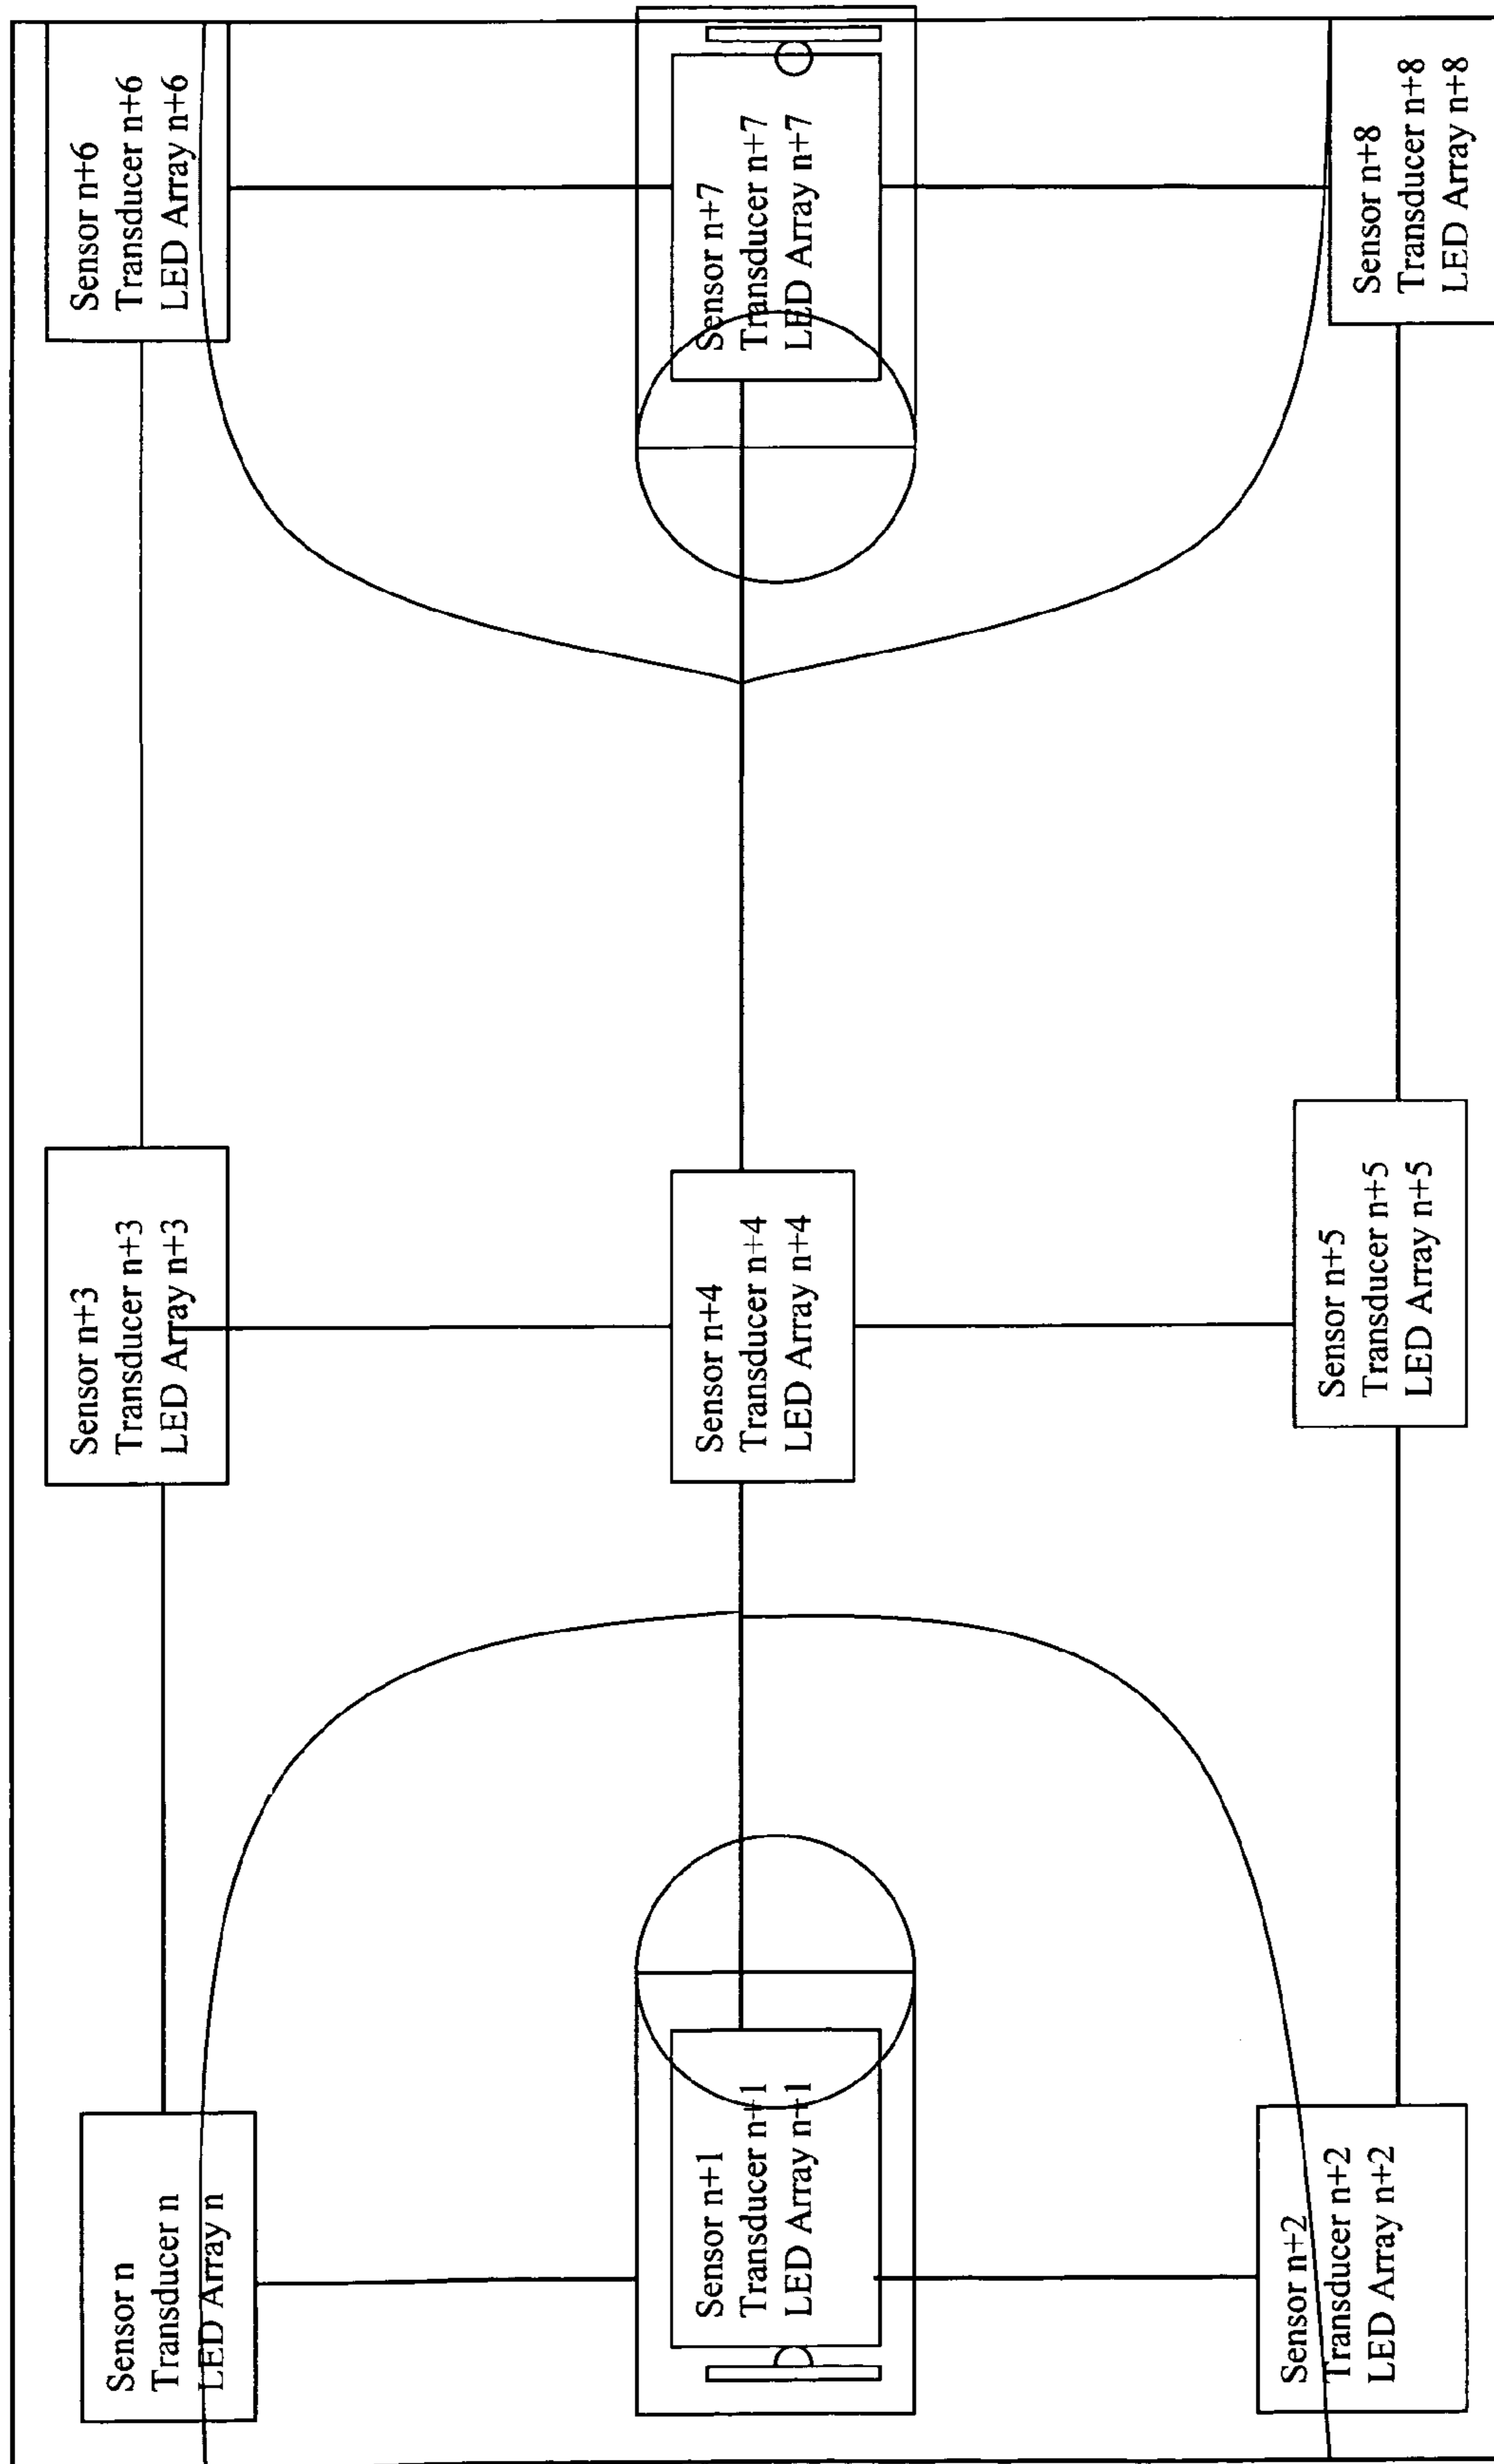 Sensor n
Transducer n
LED Array n
Sensor n+3
Transducer n+3
LED Array n+3
Sensor n+6
Transducer n+6
LED Array n+6
Sensor n+1
Transducer n+1
LED Array n+1
Sensor n+4
Transducer n+4
LED Array n+4
Sensor n+7
Transducer n+7
LED Array n+7
Sensor n+2
Transducer n+2
LED Array n+2
Sensor n+5
Transducer n+5
LED Array n+5
Sensor n+8
Transducer n+8
LED Array n+8